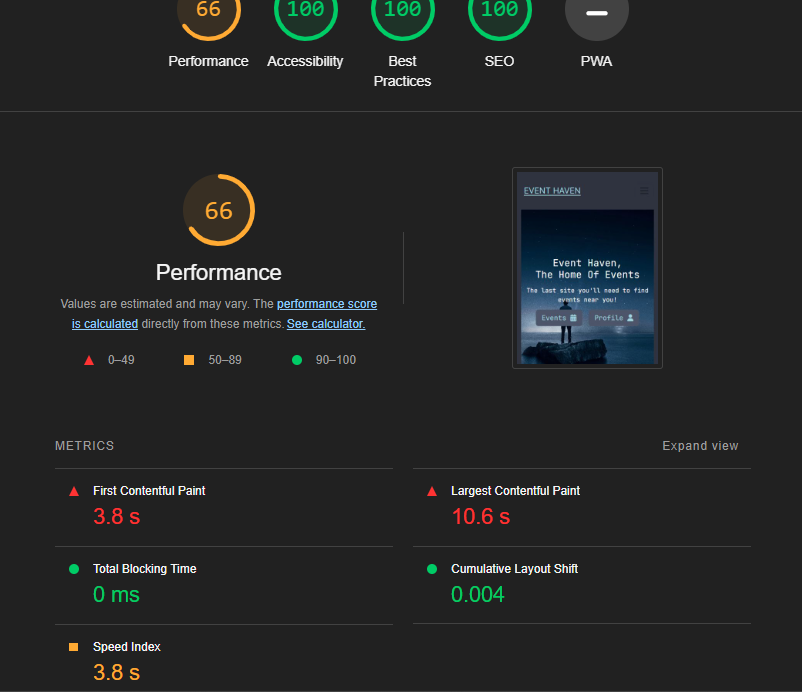 66 100 100 100
Performance Accessibility Best Practices SEO PWA
66
Performance
Values are estimated and may vary. The performance score
is calculated directly from these metrics. See calculator.
0–49 50–89 90–100
EVENT HAVEN
Event Haven,
The Home Of Events
The last site you'll need to find
events near you!
Events Profile
METRICS Expand view
First Contentful Paint
3.8 s
Largest Contentful Paint
10.6 s
Total Blocking Time
0 ms
Cumulative Layout Shift
0.004
Speed Index
3.8 s